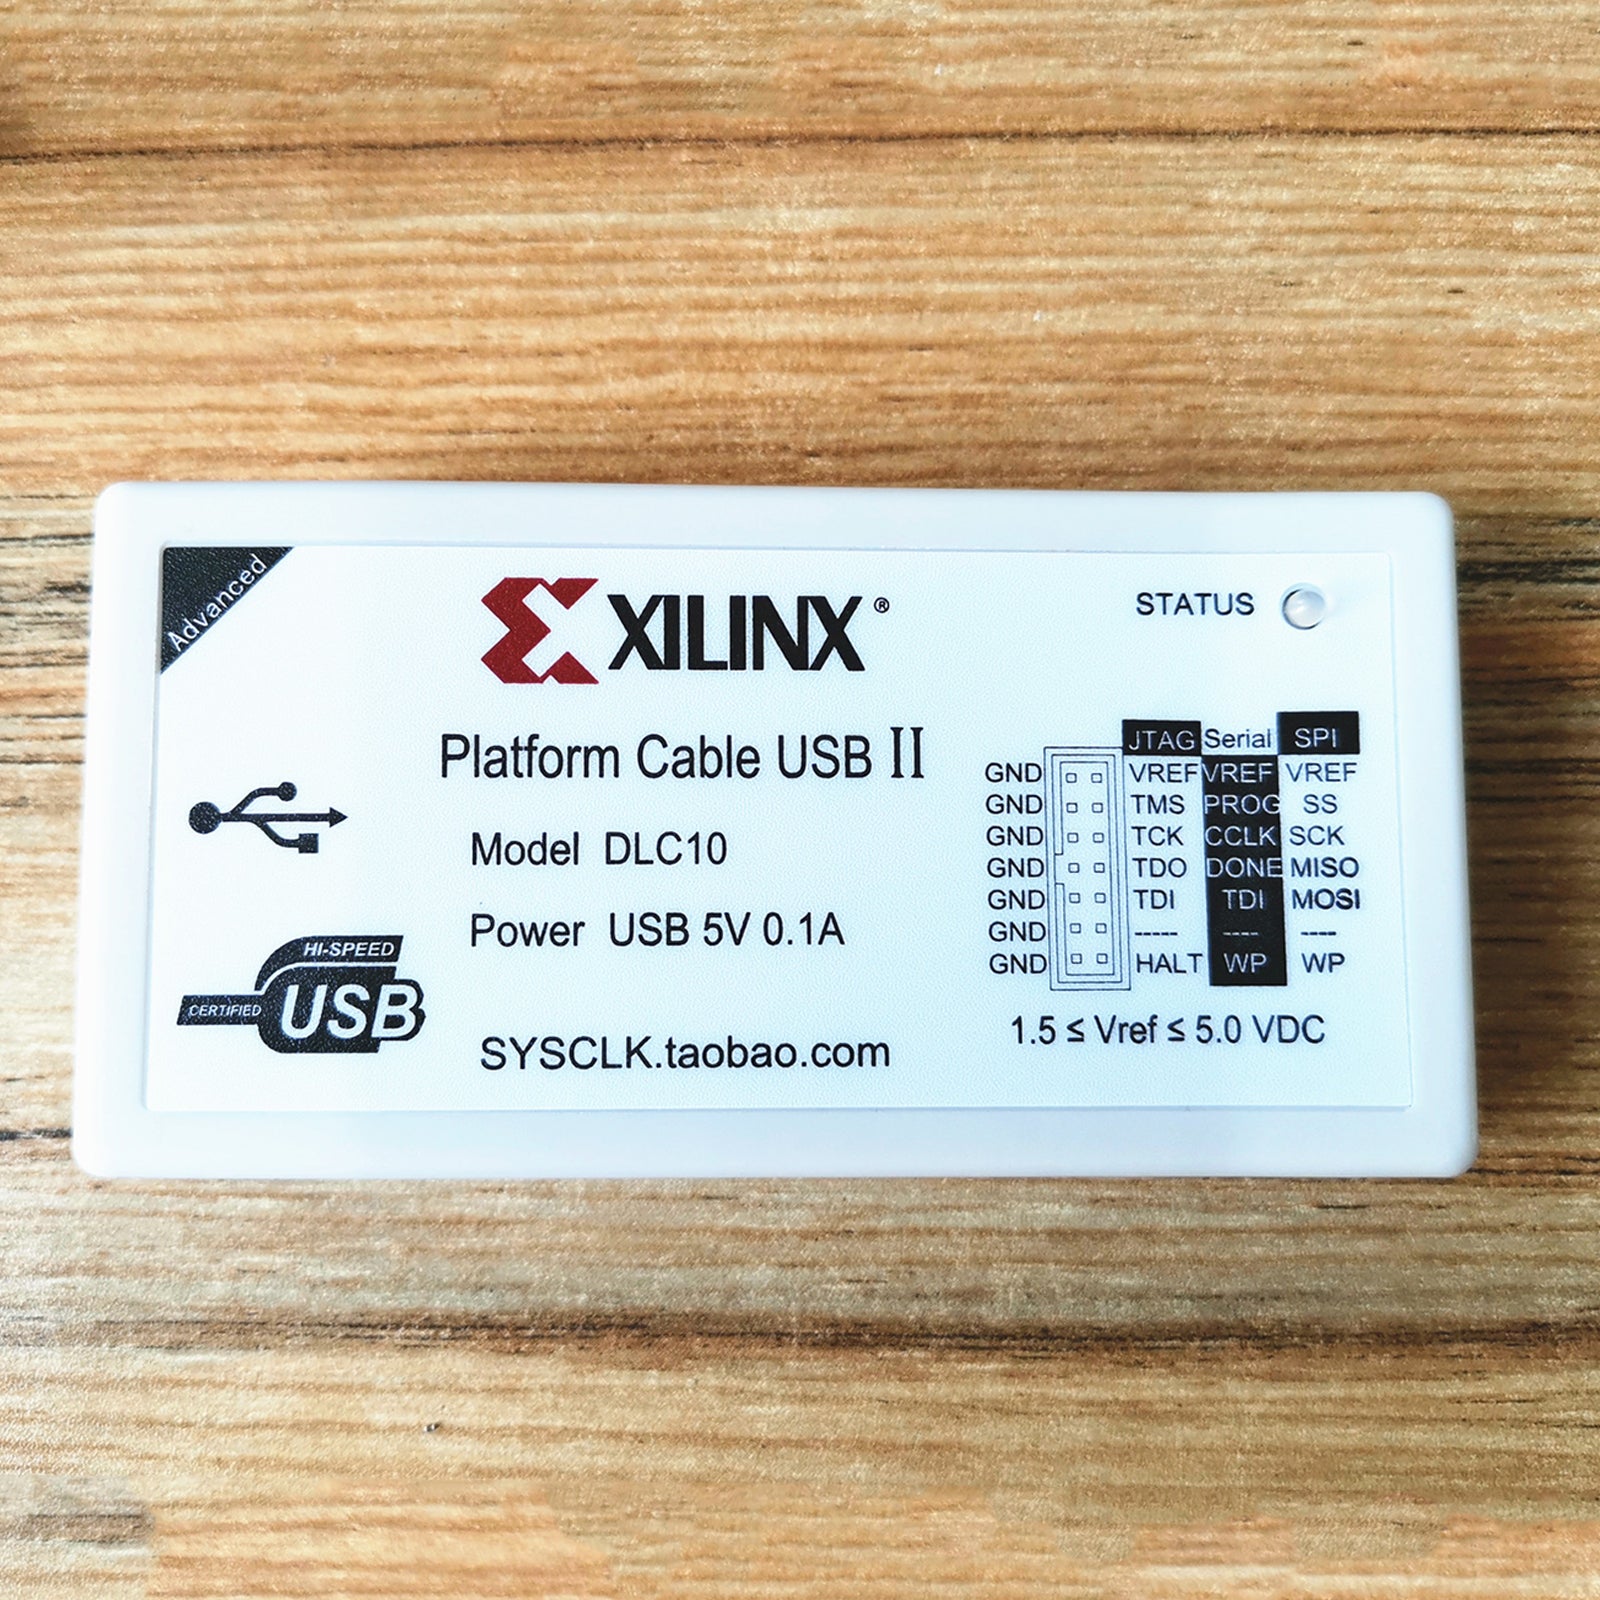 Advanced
XILINX®
STATUS
Platform Cable USB II
Model DLC10
Power USB 5V 0.1A
HI-SPEED
CERTIFIED USB
SYSCLK.taobao.com
JTAG Serial SPI
GND VREF VREF VREF
GND TMS PROG SS
GND TCK CCLK SCK
GND TDO DONE MISO
GND TDI TDI MOSI
GND ----- ---- ----
GND HALT WP WP
1.5 ≤ Vref ≤ 5.0 VDC